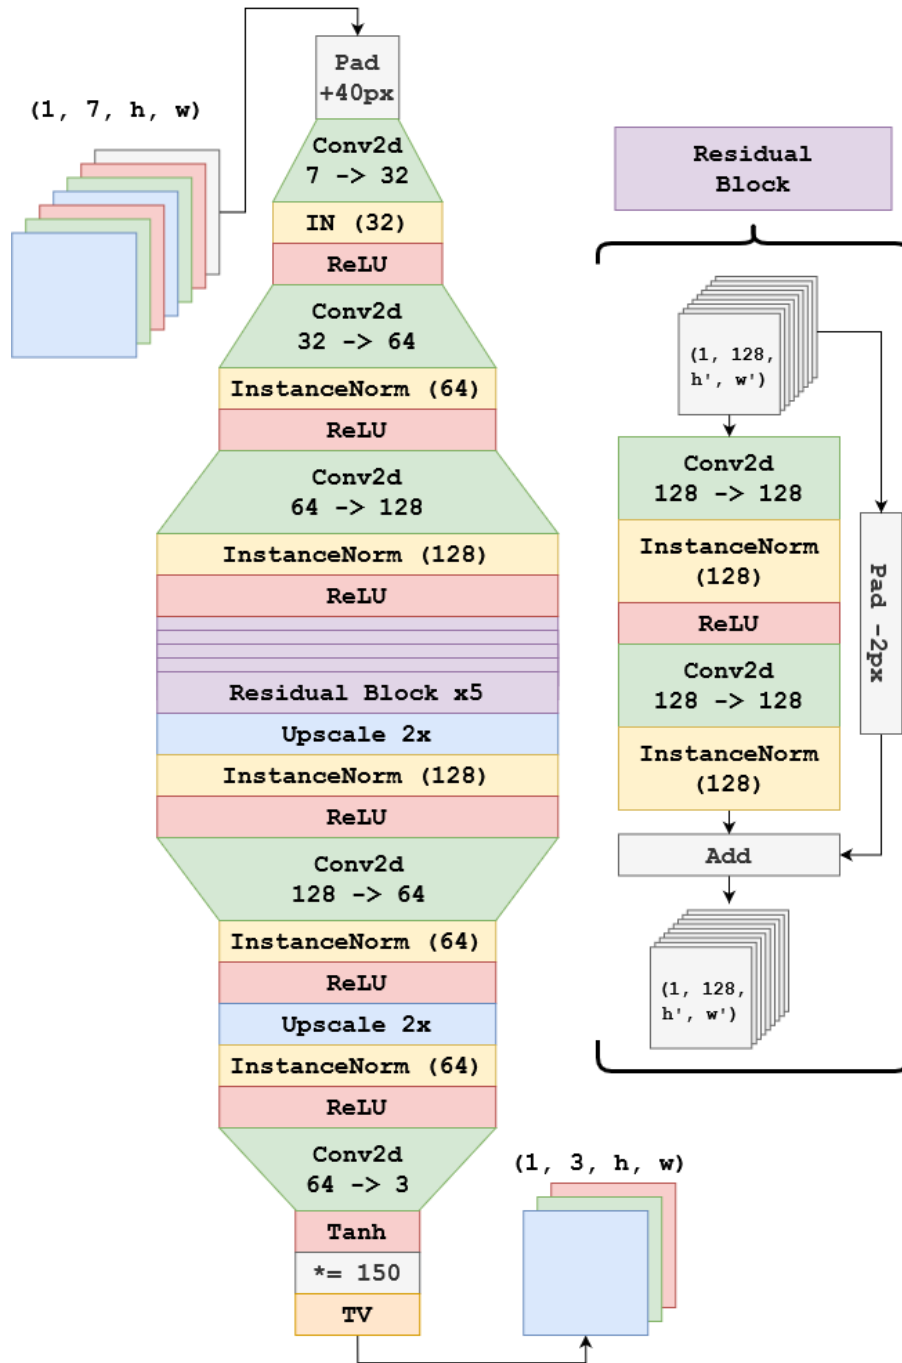 Pad
+40px
(1, 7, h, w)
Conv2d
7 -> 32
IN (32)
ReLU
Conv2d
32 -> 64
InstanceNorm (64)
ReLU
Conv2d
64 -> 128
InstanceNorm (128)
ReLU
Residual Block x5
Upscale 2x
InstanceNorm (128)
ReLU
Conv2d
128 -> 64
InstanceNorm (64)
ReLU
Upscale 2x
InstanceNorm (64)
ReLU
Conv2d
64 -> 3
Tanh
*= 150
TV
(1, 3, h, w)
Residual
Block
(1, 128,
h', w')
Conv2d
128 -> 128
InstanceNorm
(128)
ReLU
Conv2d
128 -> 128
InstanceNorm
(128)
Pad -2px
Add
(1, 128,
h', w')